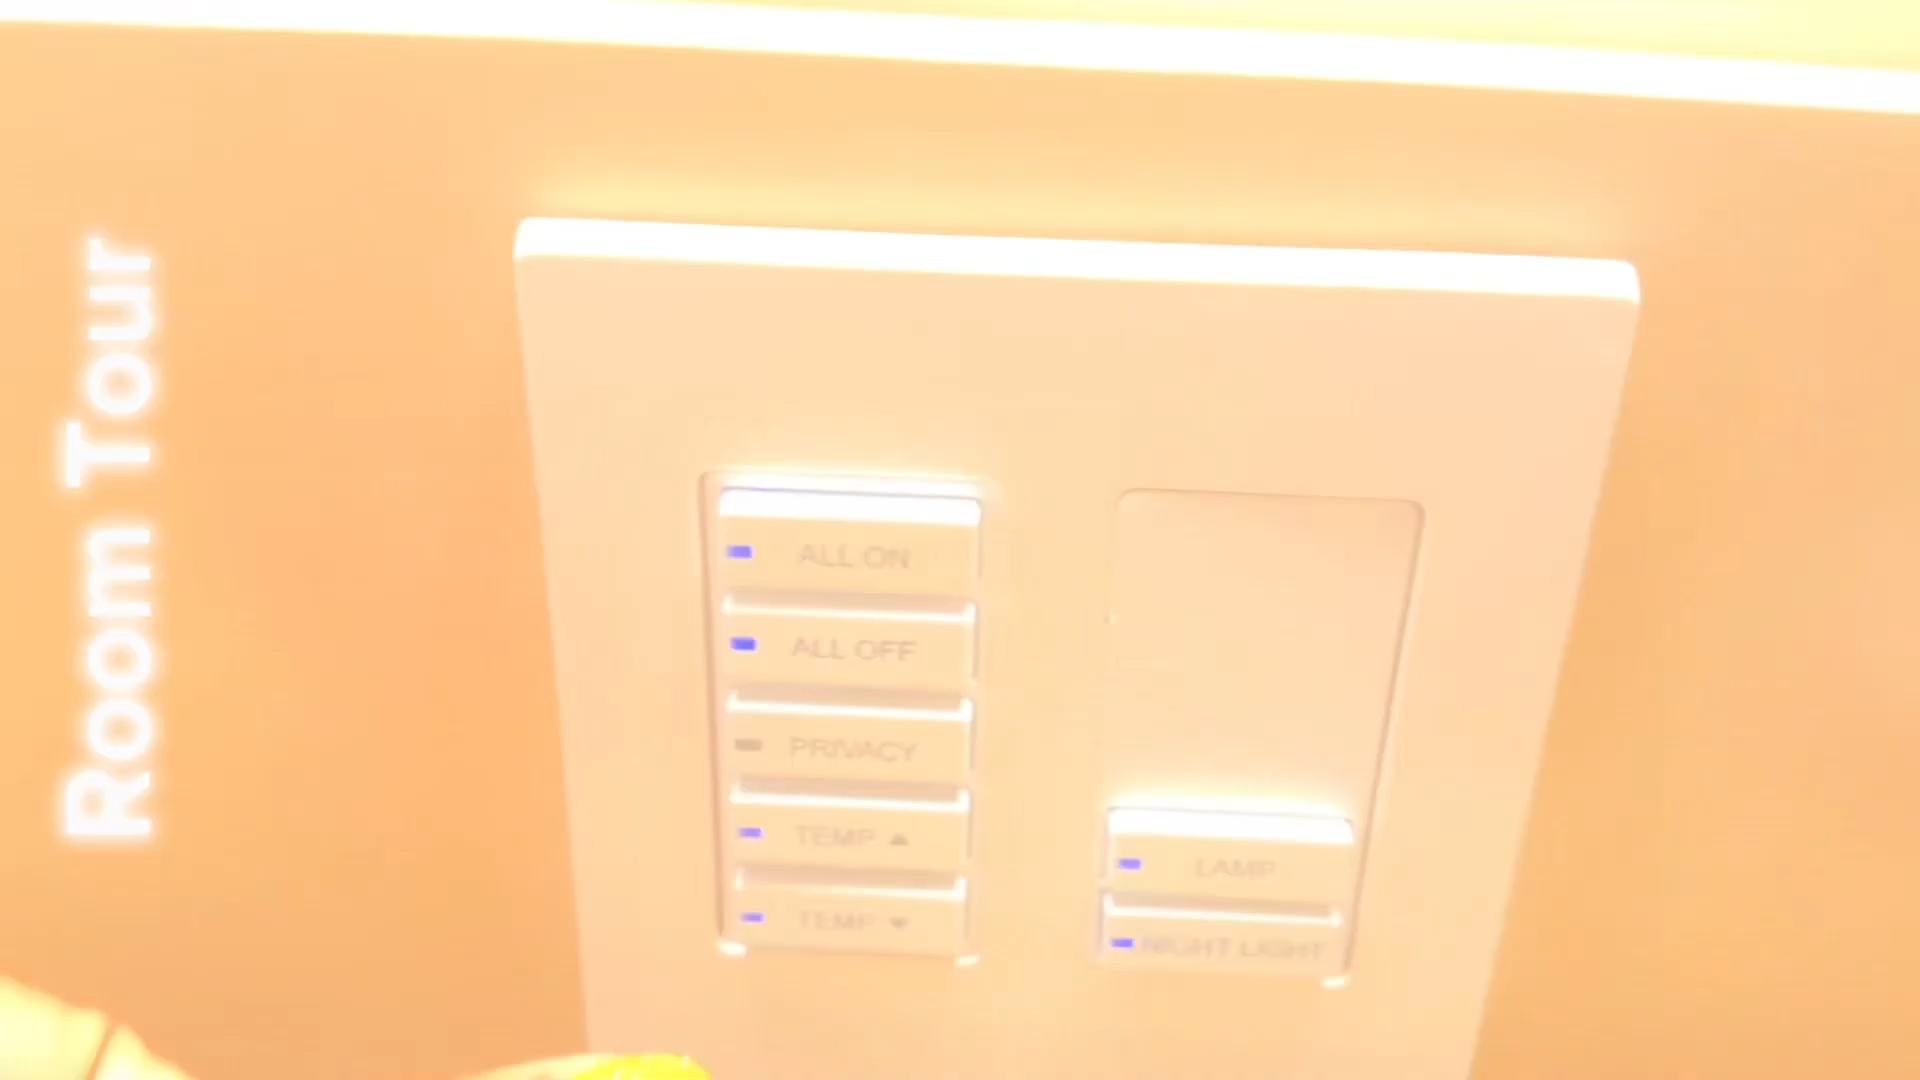 Room Tour
ALL ON
ALL OFF
PRIVACY
TEMP ▲
TEMP ▼
LAMP
NIGHT LIGHT